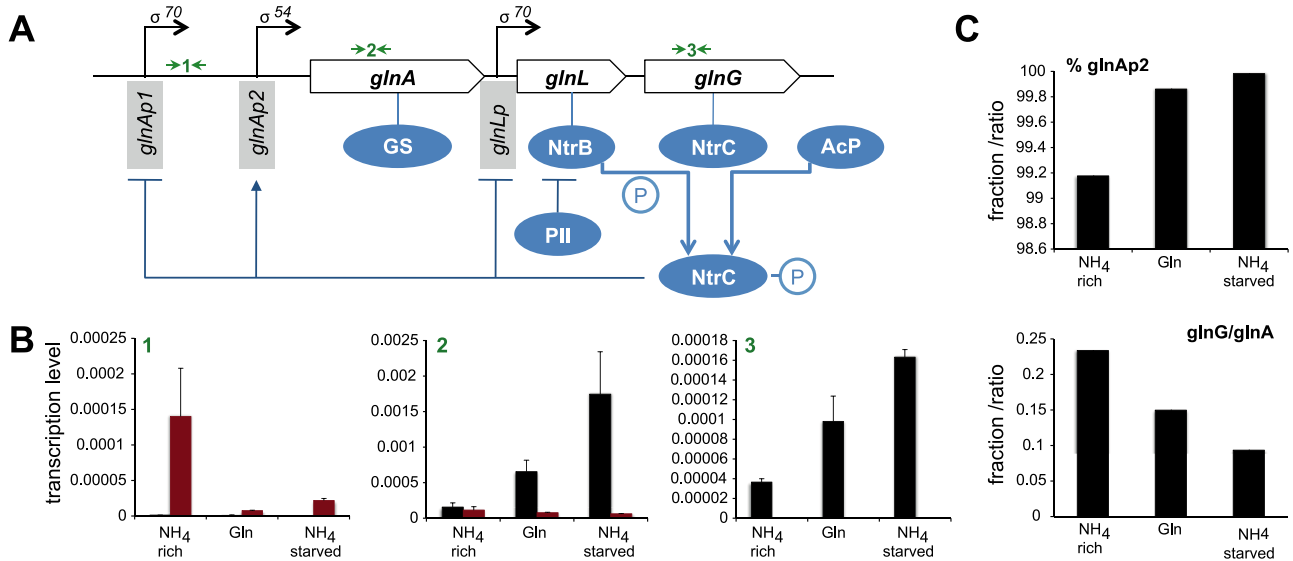 A
σ 70
σ 54
σ 70
1
2
3
glnA
glnL
glnG
glnAp1
glnAp2
glnLp
GS
NtrB
NtrC
AcP
P
PII
NtrC
P
B
transcription level
1
0.00025
0.0002
0.00015
0.0001
0.00005
0
NH4 rich
Gln
NH4 starved
2
0.0025
0.002
0.0015
0.001
0.0005
0
NH4 rich
Gln
NH4 starved
3
0.00018
0.00016
0.00014
0.00012
0.0001
0.00008
0.00006
0.00004
0.00002
0
NH4 rich
Gln
NH4 starved
C
% glnAp2
fraction /ratio
100
99.8
99.6
99.4
99.2
99
98.8
98.6
NH4 rich
Gln
NH4 starved
glnG/glnA
fraction /ratio
0.25
0.2
0.15
0.1
0.05
0
NH4 rich
Gln
NH4 starved